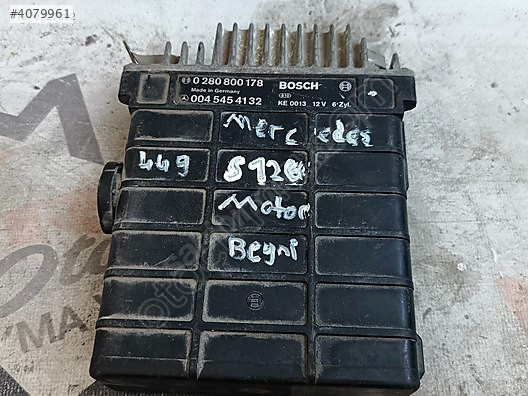 #4079961
0 280 800 178 BOSCH
Made in Germany
004 545 41 32 KE 0013 12 V 6-Zyl.
Mercedes
449 S126
Motor
Beyni